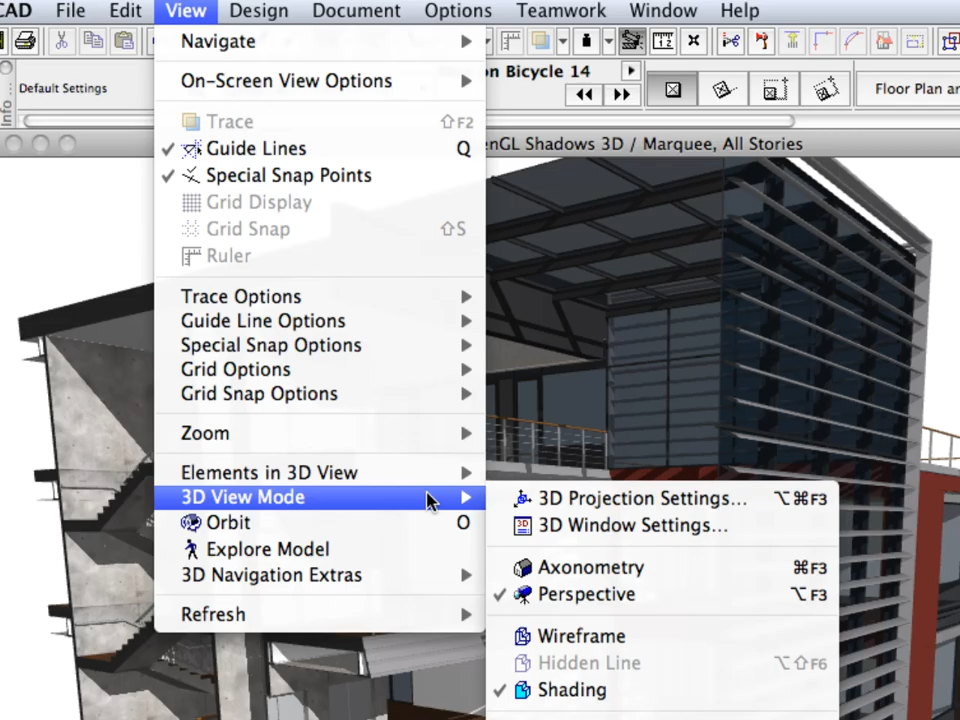 CAD File Edit View Design Document Options Teamwork Window Help
Navigate
On-Screen View Options
Trace ⇧F2
✓ Guide Lines Q
✓ Special Snap Points
Grid Display
Grid Snap ⇧S
Ruler
Trace Options
Guide Line Options
Special Snap Options
Grid Options
Grid Snap Options
Zoom
Elements in 3D View
3D View Mode
Orbit O
Explore Model
3D Navigation Extras
Refresh
Info
Default Settings
on Bicycle 14
Floor Plan an
nGL Shadows 3D / Marquee, All Stories
3D Projection Settings... ⌥⌘F3
3D Window Settings...
Axonometry ⌘F3
✓ Perspective ⌥F3
Wireframe
Hidden Line ⌥⇧F6
✓ Shading